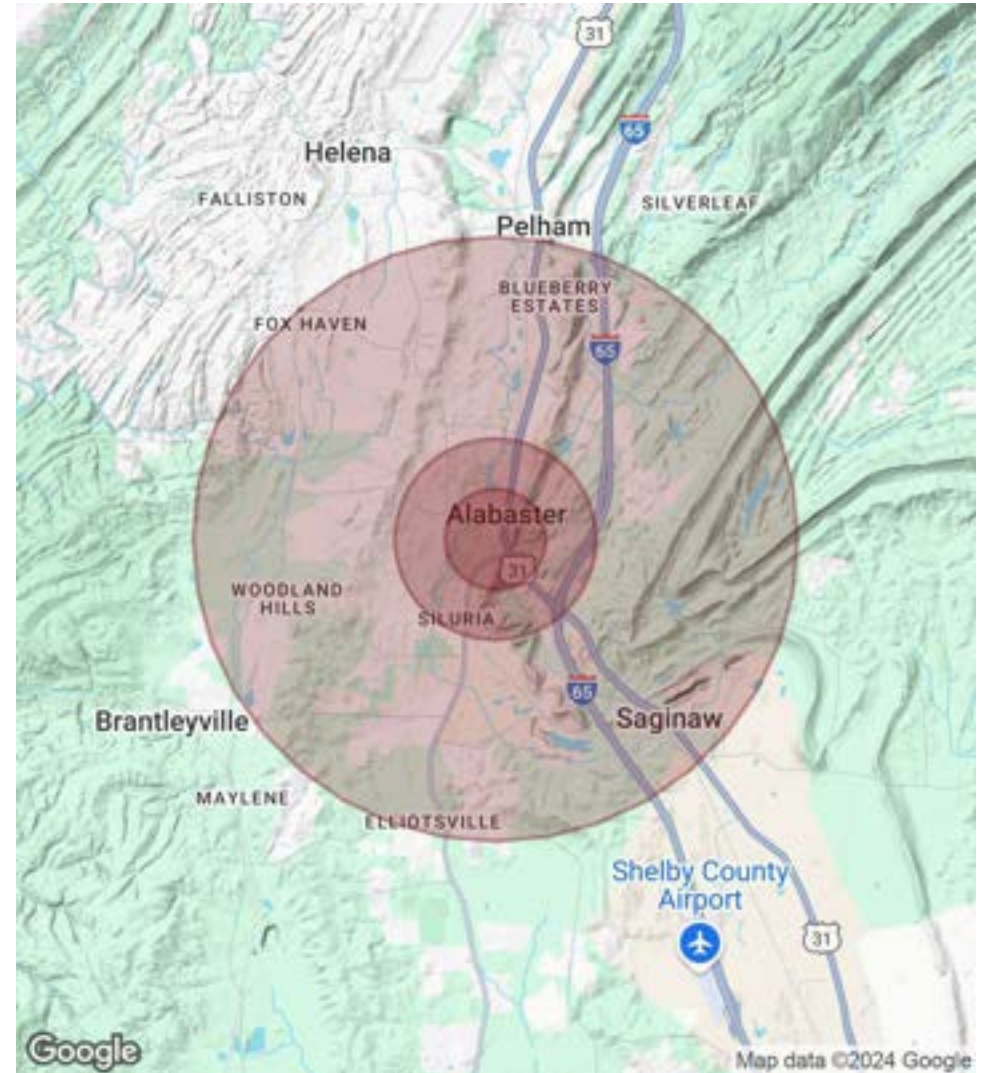 31
65
Helena
FALLISTON
SILVERLEAF
Pelham
BLUEBERRY
ESTATES
FOX HAVEN
65
Alabaster
31
WOODLAND
HILLS
SILURIA
65
Brantleyville
Saginaw
MAYLENE
ELLIOTSVILLE
Shelby County
Airport
31
Google
Map data ©2024 Google